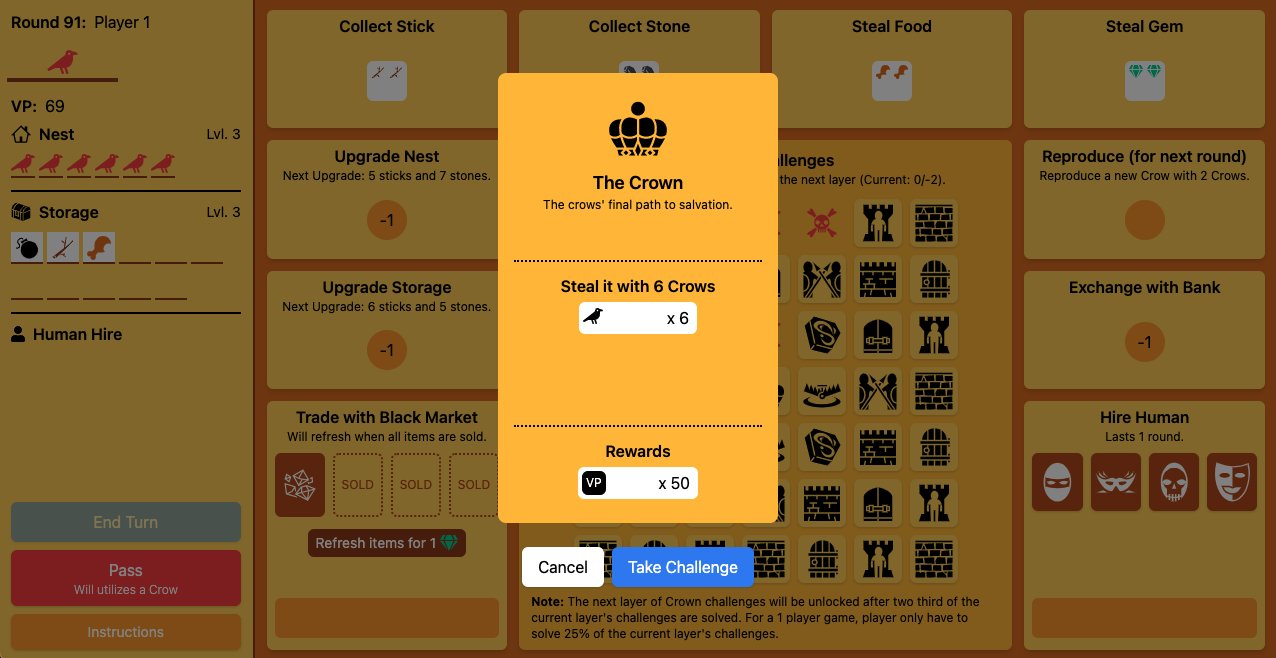 Round 91: Player 1
VP: 69
Nest Lvl. 3
Storage Lvl. 3
Human Hire
End Turn
Pass
Will utilizes a Crow
Instructions
Collect Stick
Collect Stone
Steal Food
Steal Gem
Upgrade Nest
Next Upgrade: 5 sticks and 7 stones.
-1
Upgrade Storage
Next Upgrade: 6 sticks and 5 stones.
-1
Trade with Black Market
Will refresh when all items are sold.
SOLD SOLD SOLD
Refresh items for 1
The Crown
The crows' final path to salvation.
Steal it with 6 Crows
x 6
Rewards
VP x 50
Cancel Take Challenge
the next layer (Current: 0/-2).
Note: The next layer of Crown challenges will be unlocked after two third of the
current layer's challenges are solved. For a 1 player game, player only have to
solve 25% of the current layer's challenges.
Reproduce (for next round)
Reproduce a new Crow with 2 Crows.
Exchange with Bank
-1
Hire Human
Lasts 1 round.